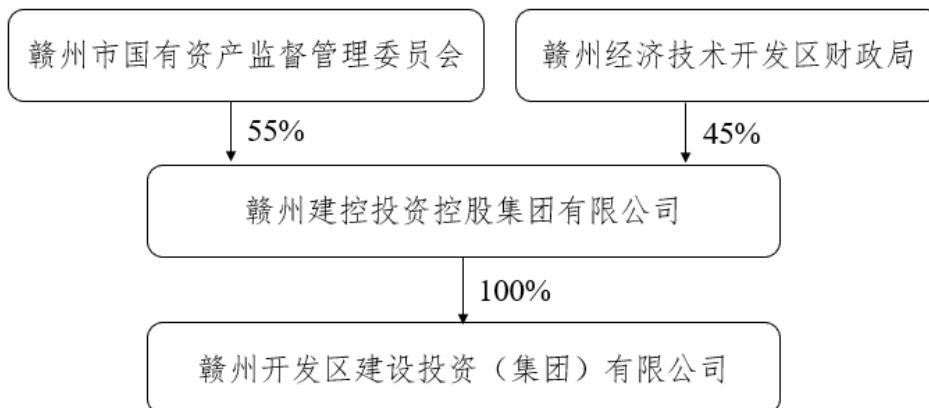 赣州市国有资产监督管理委员会
赣州经济技术开发区财政局
55%
45%
赣州建控投资控股集团有限公司
100%
赣州开发区建设投资（集团）有限公司